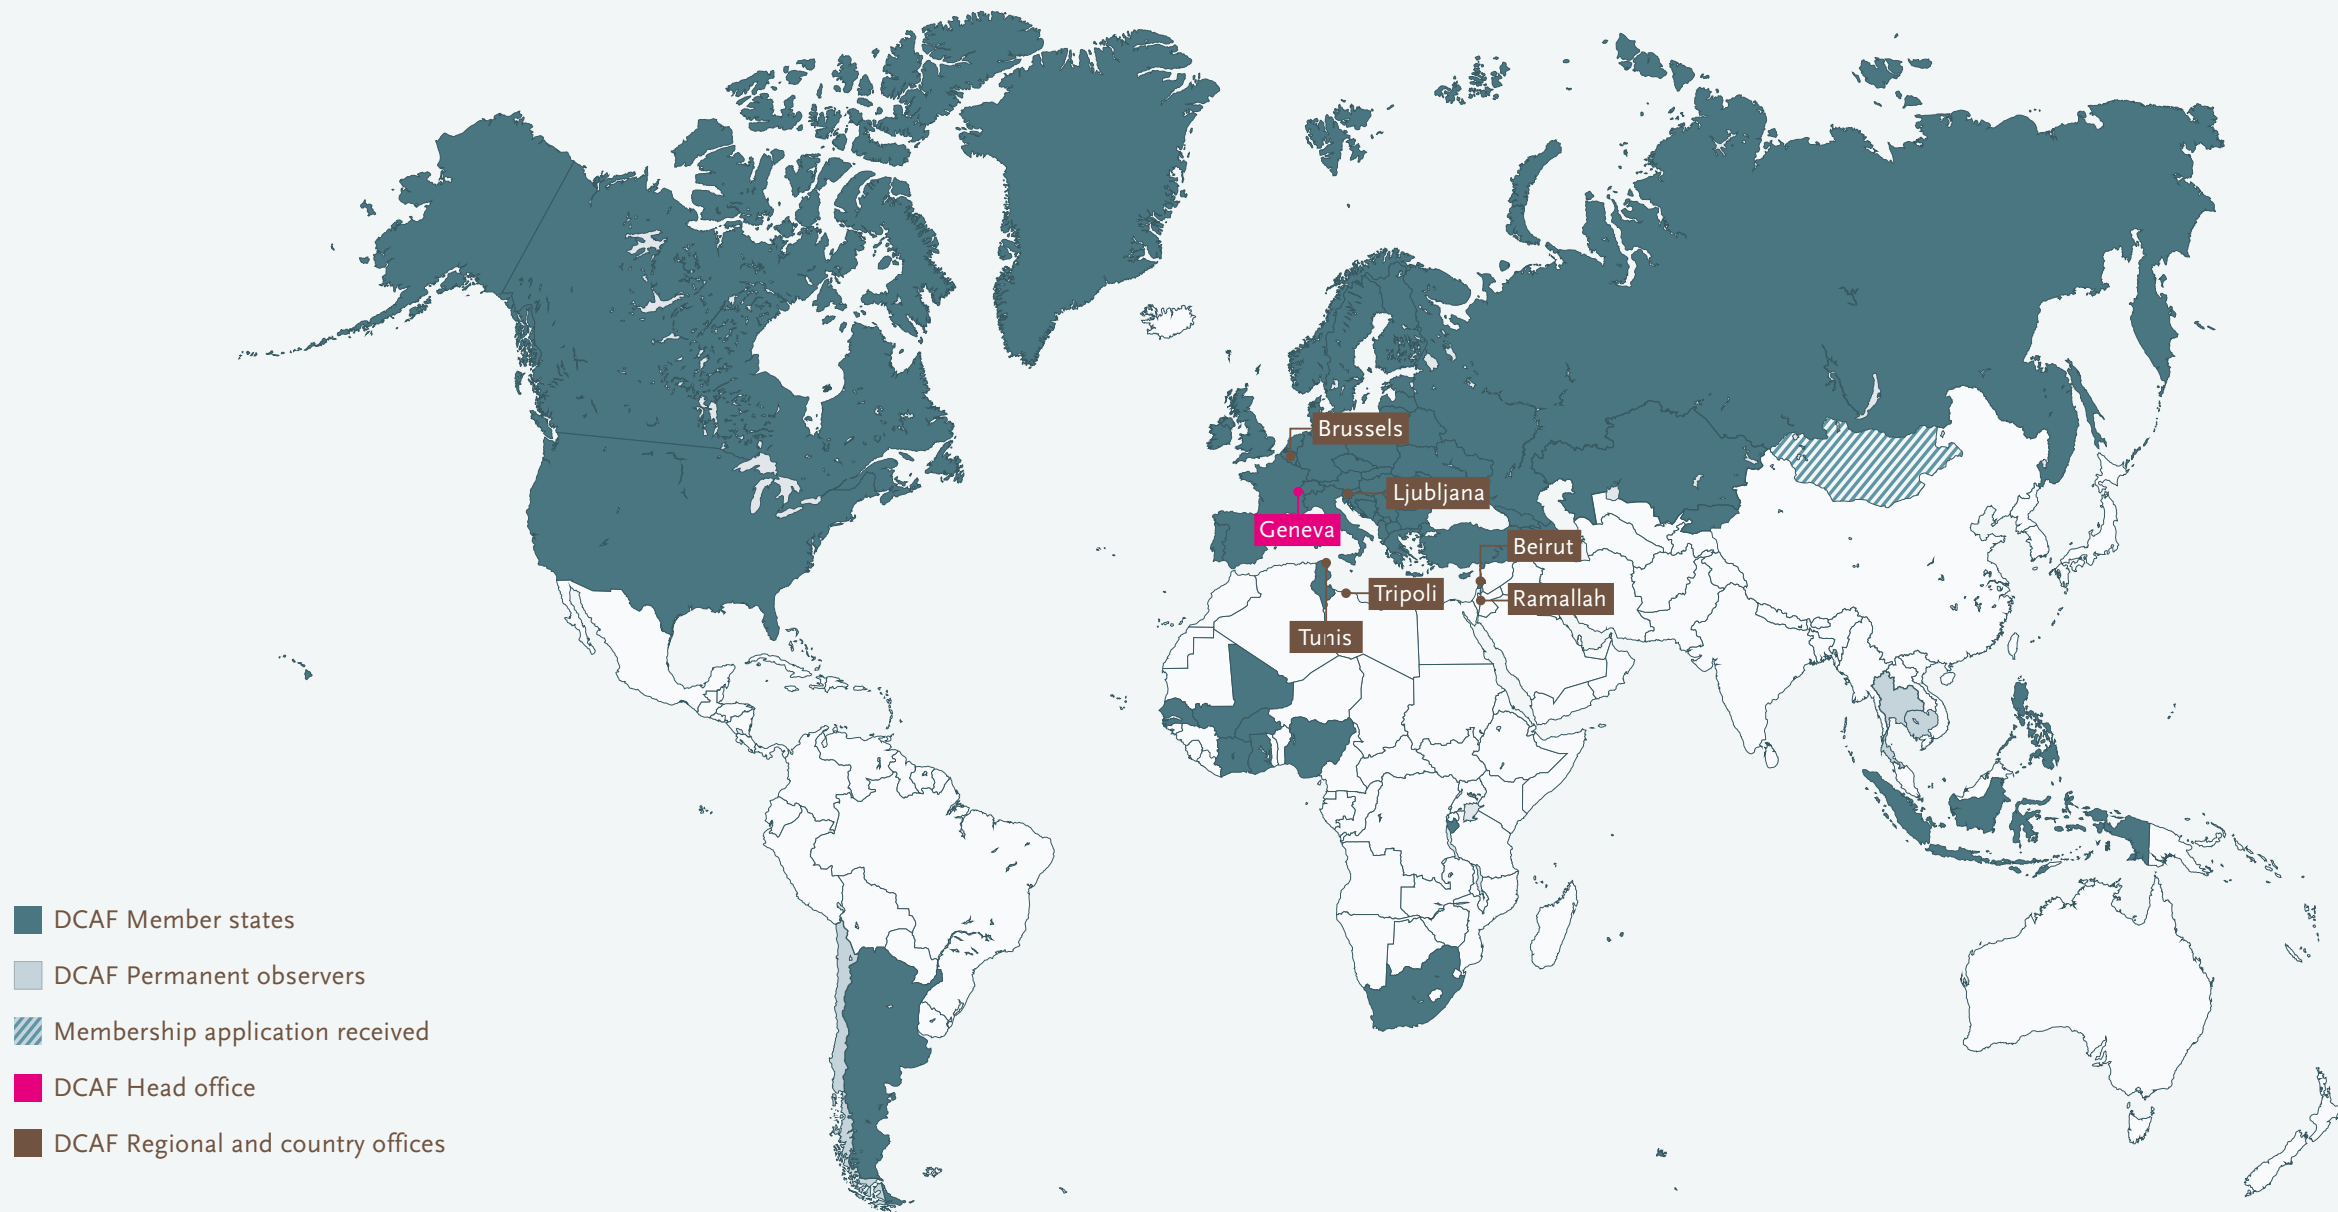 Brussels
Ljubljana
Geneva
Beirut
Tripoli
Ramallah
Tunis
DCAF Member states
DCAF Permanent observers
Membership application received
DCAF Head office
DCAF Regional and country offices